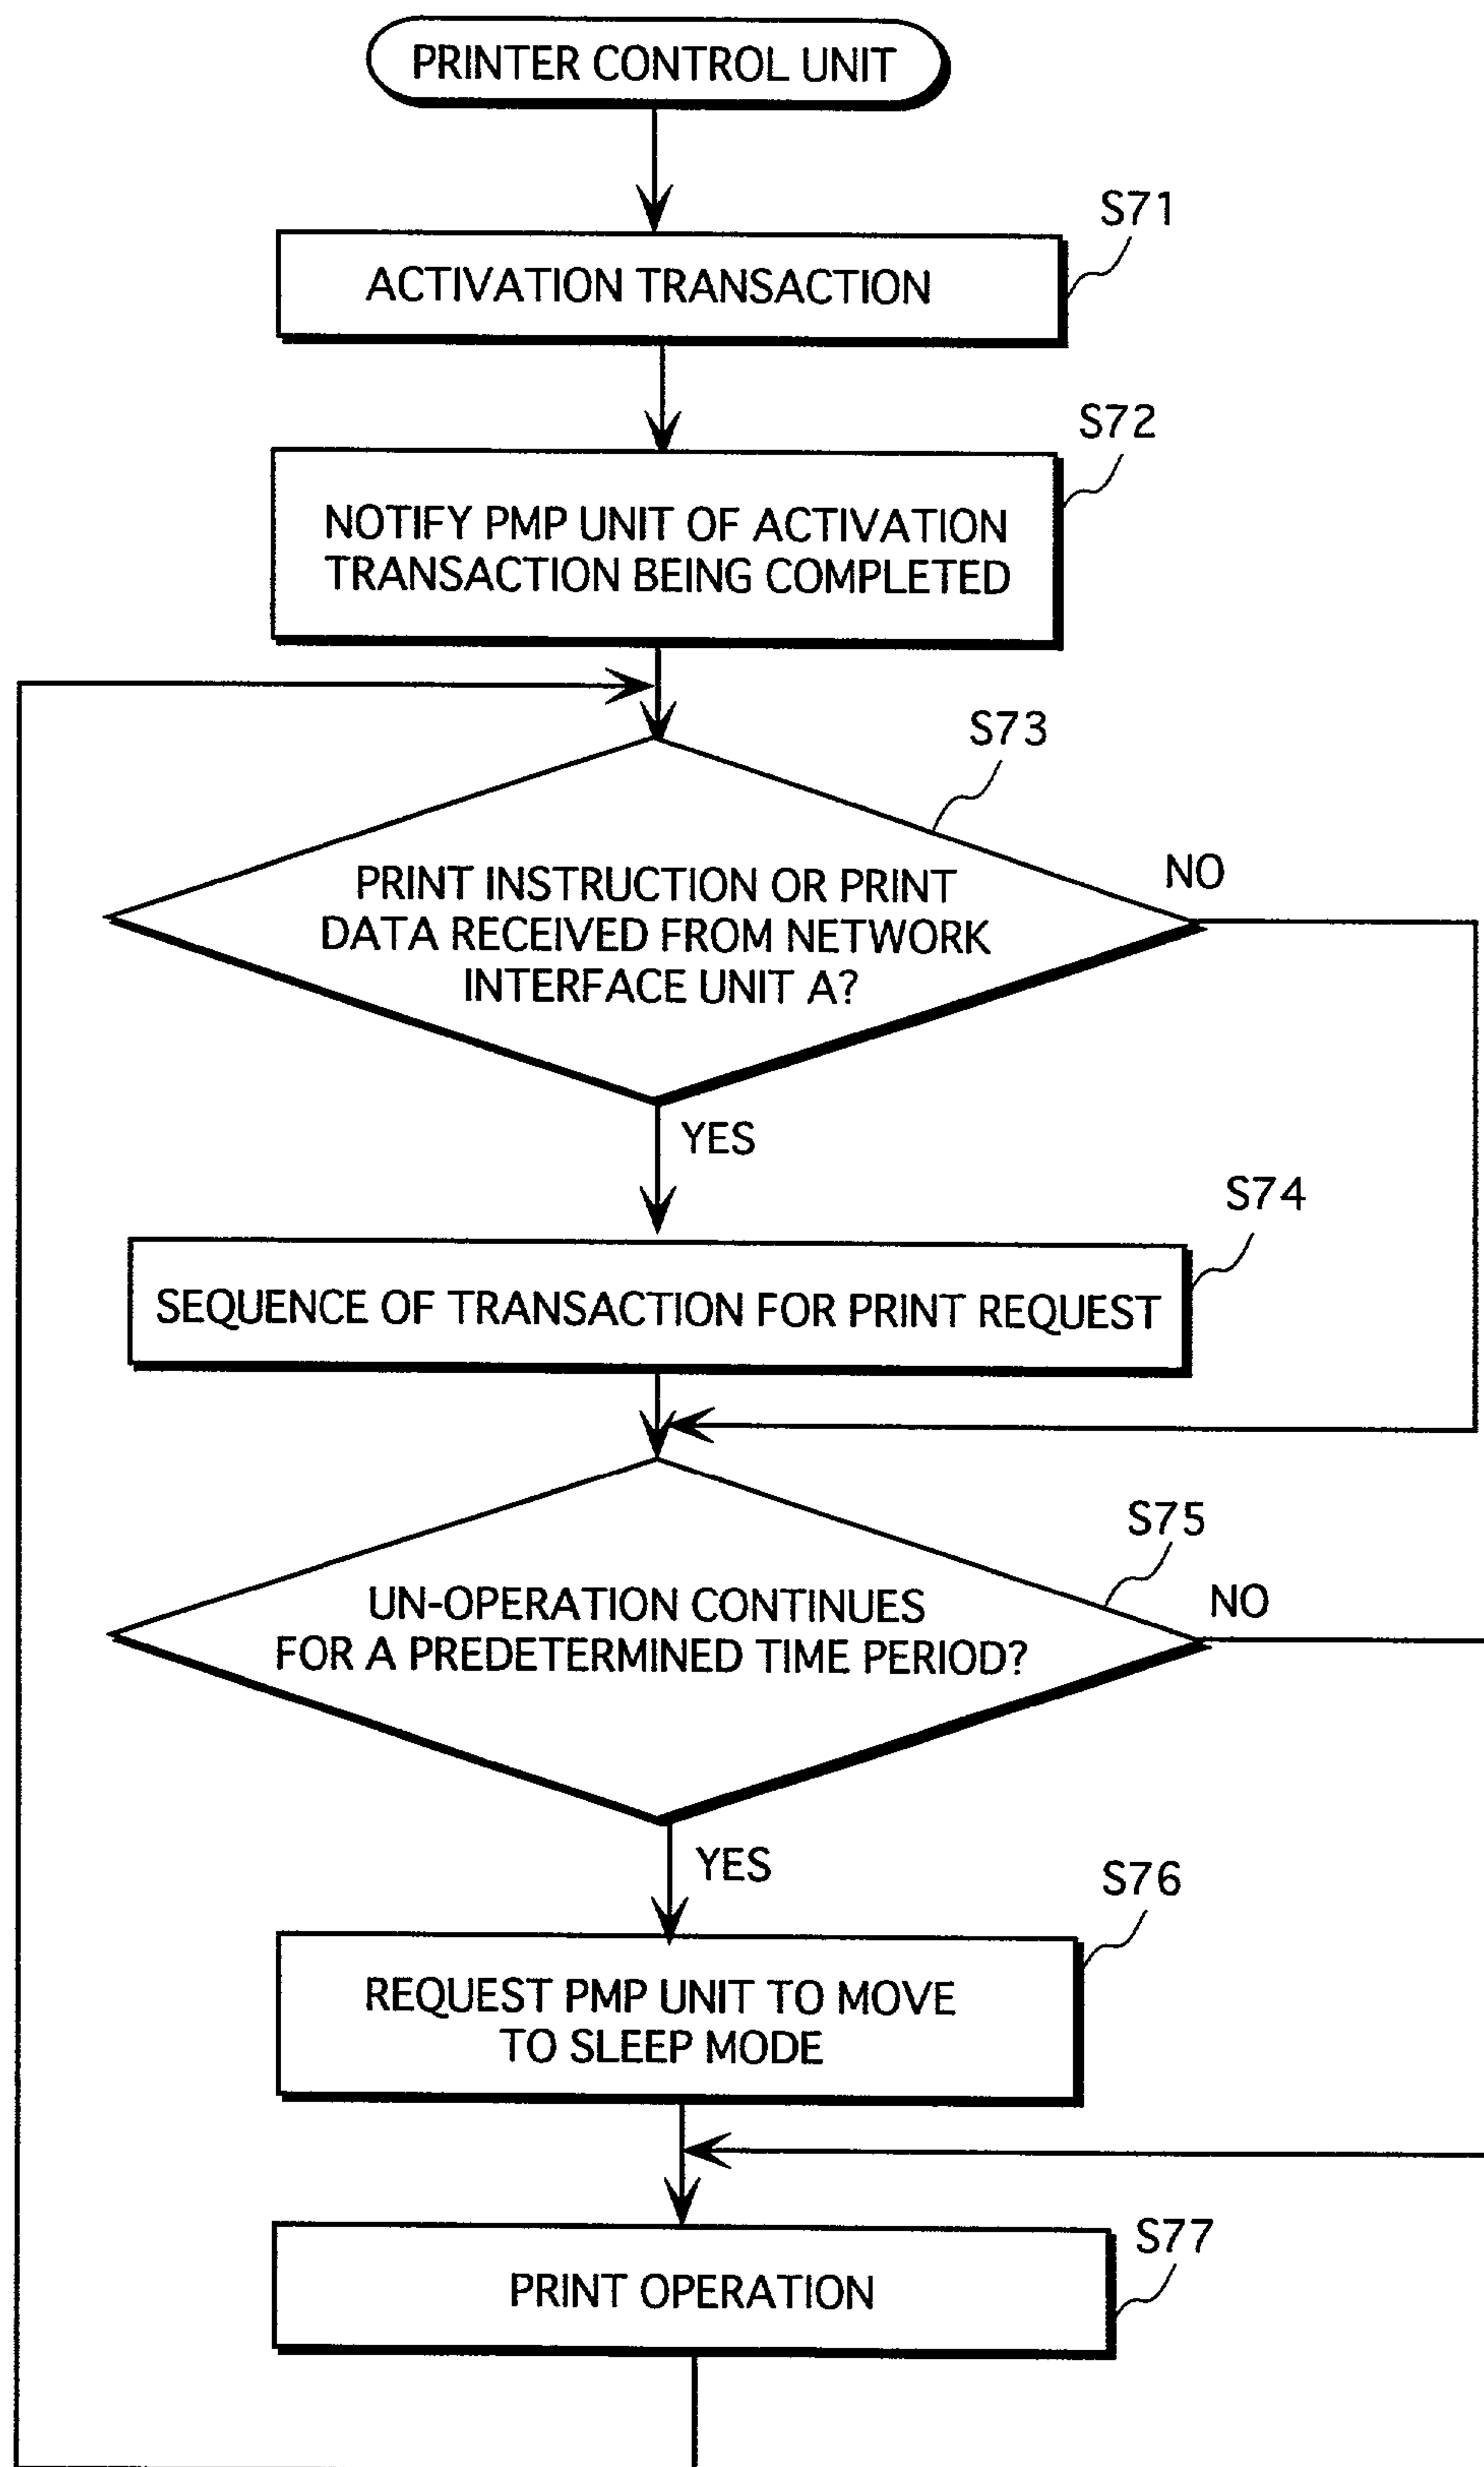 PRINTER CONTROL UNIT
S71
ACTIVATION TRANSACTION
S72
NOTIFY PMP UNIT OF ACTIVATION
TRANSACTION BEING COMPLETED
S73
NO
PRINT INSTRUCTION OR PRINT
DATA RECEIVED FROM NETWORK
INTERFACE UNIT A?
YES
S74
SEQUENCE OF TRANSACTION FOR PRINT REQUEST
S75
NO
UN-OPERATION CONTINUES
FOR A PREDETERMINED TIME PERIOD?
YES
S76
REQUEST PMP UNIT TO MOVE
TO SLEEP MODE
S77
PRINT OPERATION